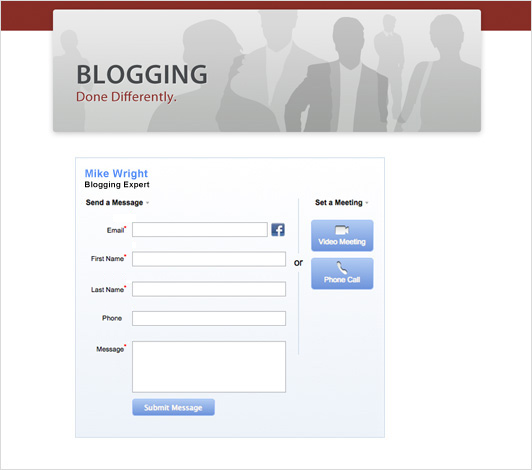 BLOGGING
Done Differently.
Mike Wright
Blogging Expert
Send a Message
Email*
First Name*
Last Name*
Phone
Message*
Submit Message
or
Set a Meeting
Video Meeting
Phone Call